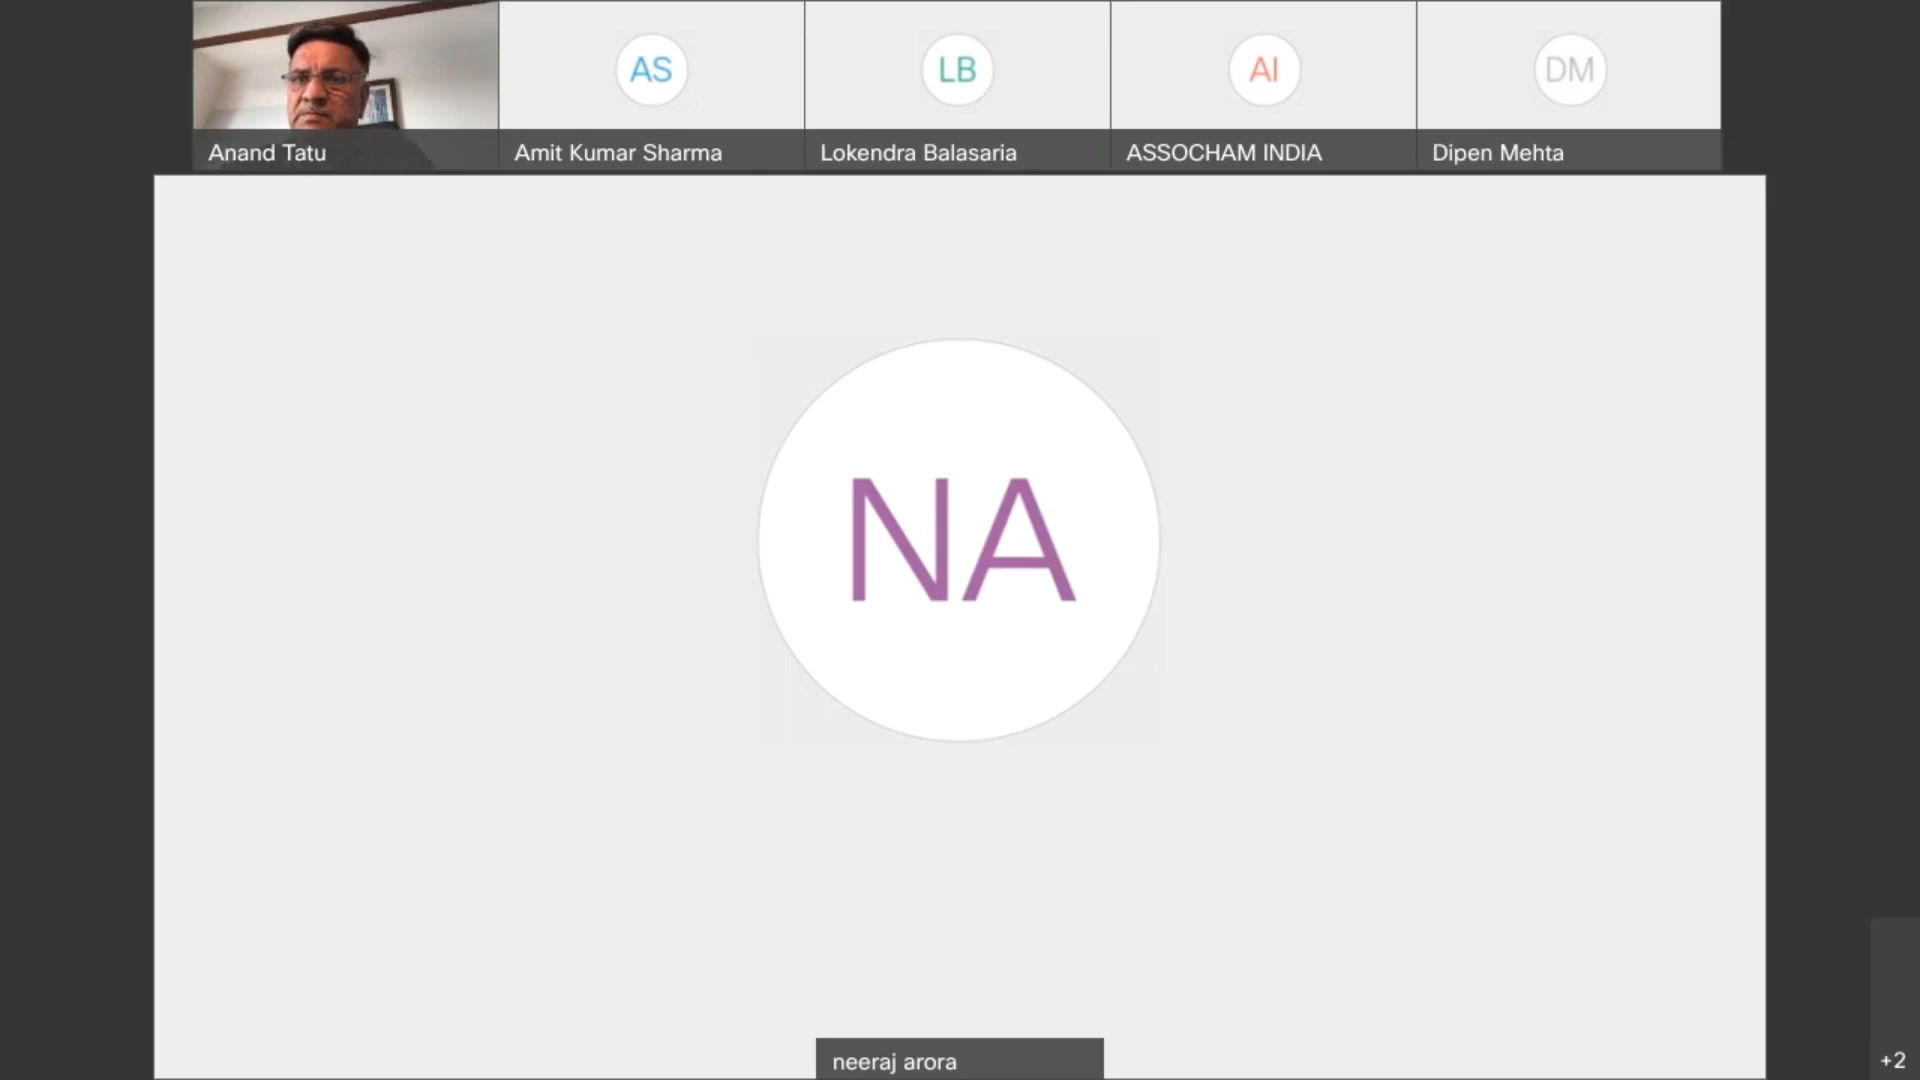 AS
LB
AI
DM
Anand Tatu
Amit Kumar Sharma
Lokendra Balasaria
ASSOCHAM INDIA
Dipen Mehta
NA
neeraj arora
+2